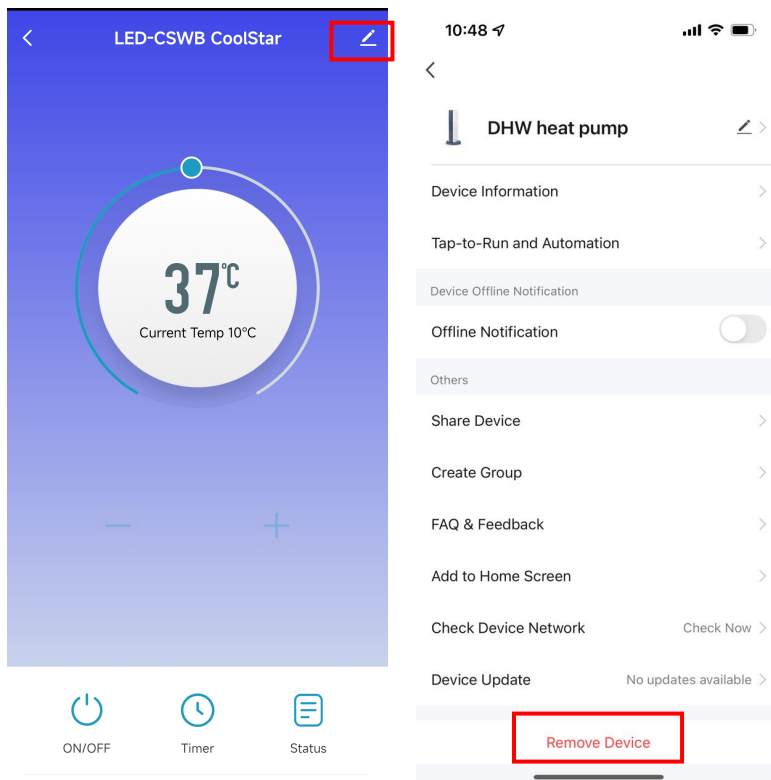 LED-CSWB CoolStar
37°C
Current Temp 10°C
ON/OFF
Timer
Status
10:48
DHW heat pump
Device Information
Tap-to-Run and Automation
Device Offline Notification
Offline Notification
Others
Share Device
Create Group
FAQ & Feedback
Add to Home Screen
Check Device Network Check Now
Device Update No updates available
Remove Device